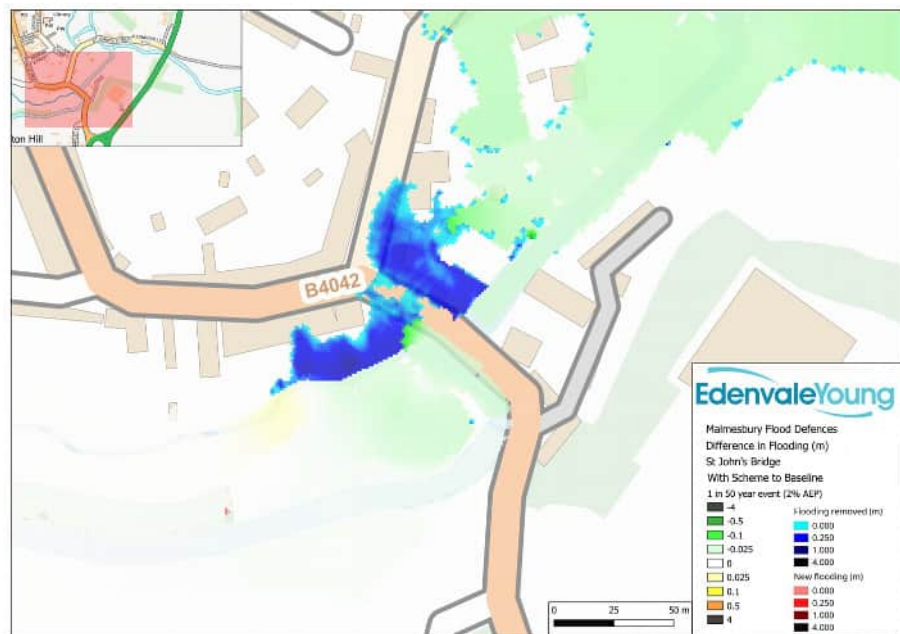 ton Hill
B4042
EdenvaleYoung
Malmesbury Flood Defences
Difference in Flooding (m)
St John's Bridge
With Scheme to Baseline
1 in 50 year event (2% AEP)
-4
-0.5
-0.1
-0.025
0
0.025
0.1
0.5
4
Flooding removed (m)
0.000
0.250
1.000
4.000
New flooding (m)
0.000
0.250
1.000
4.000
0 25 50 m